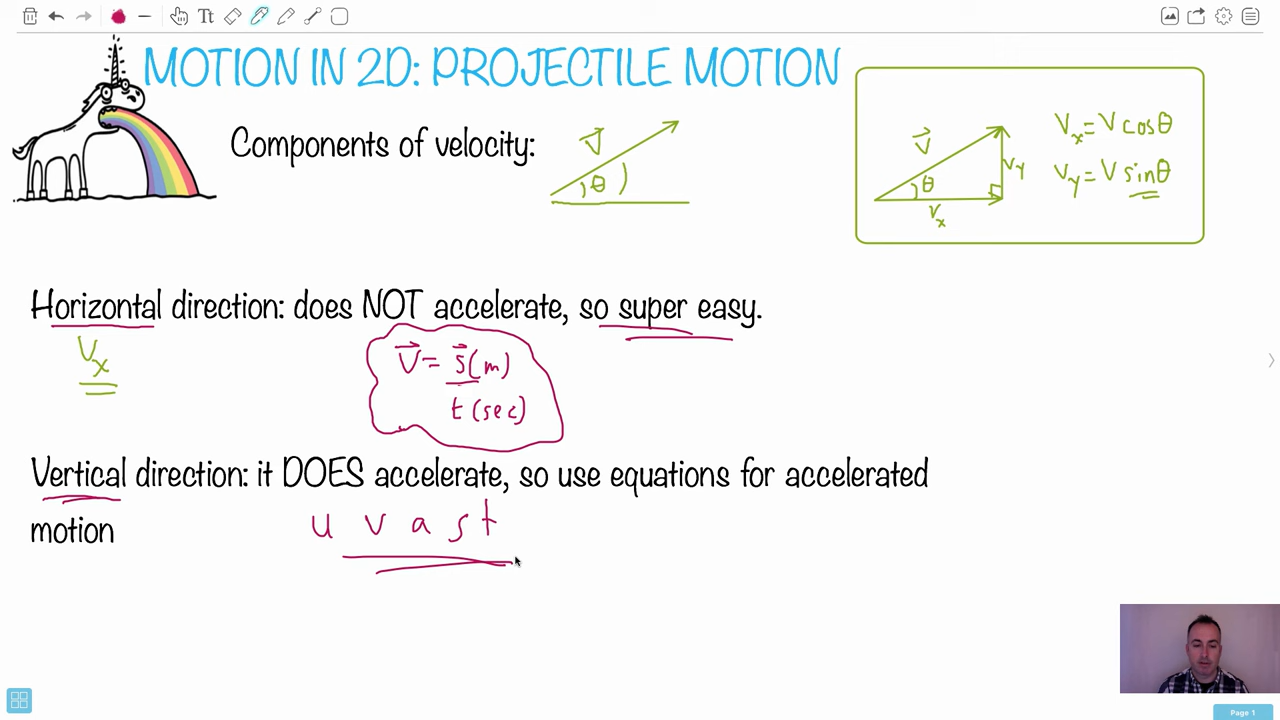 Tt
MOTION IN 2D: PROJECTILE MOTION
Components of velocity:
v⃗
θ
v⃗
θ
Vy
Vx
Vx = V cosθ
Vy = V sinθ
Horizontal direction: does NOT accelerate, so super easy.
Vx
v⃗ = s⃗ (m)
t (sec)
Vertical direction: it DOES accelerate, so use equations for accelerated
motion
u v a s t
Page 1